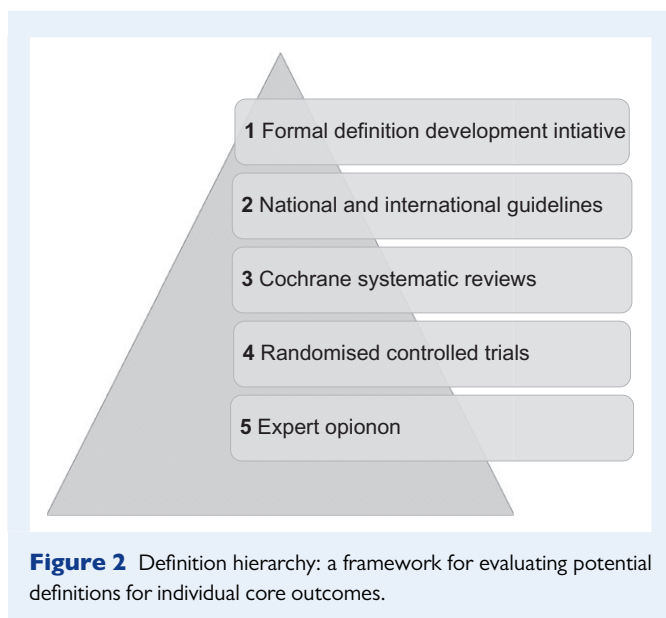 1 Formal definition development intiative
2 National and international guidelines
3 Cochrane systematic reviews
4 Randomised controlled trials
5 Expert opionon
Figure 2 Definition hierarchy: a framework for evaluating potential
definitions for individual core outcomes.